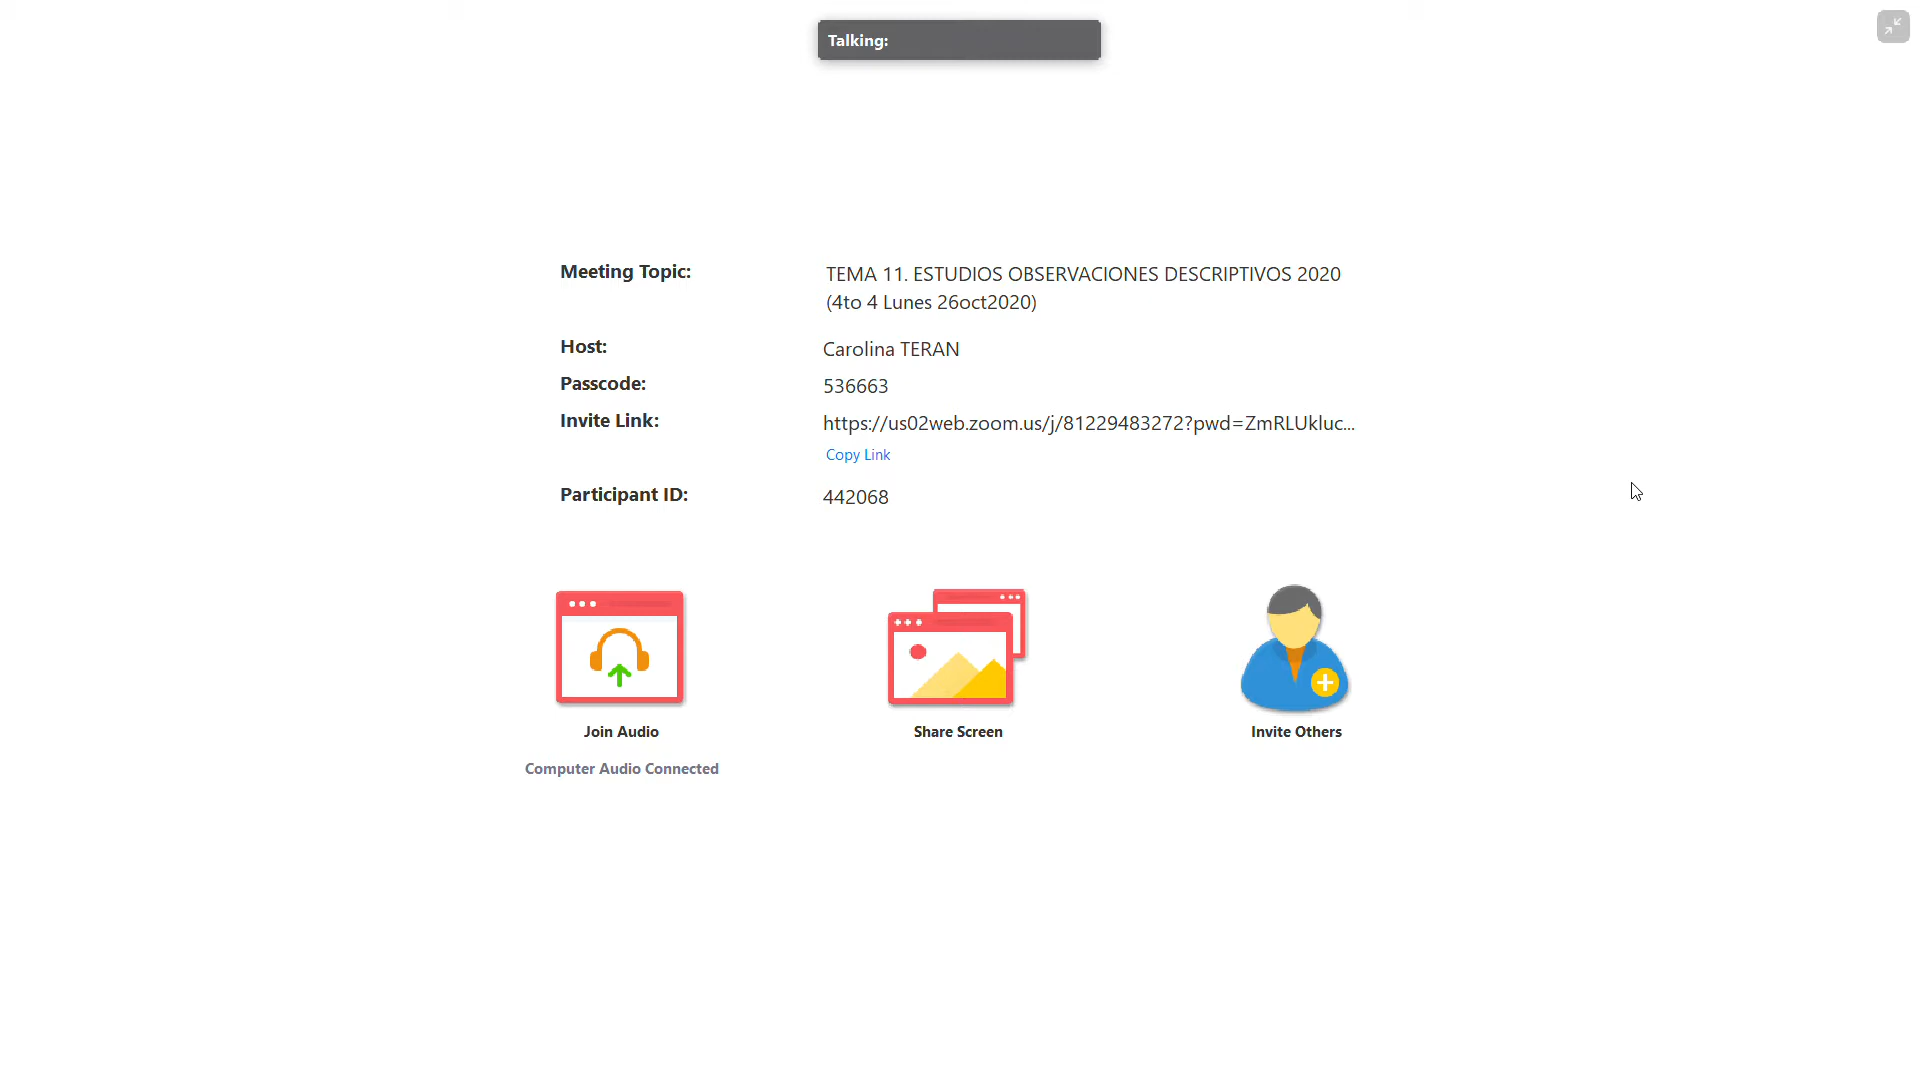 Talking:
Meeting Topic: TEMA 11. ESTUDIOS OBSERVACIONES DESCRIPTIVOS 2020
(4to 4 Lunes 26oct2020)
Host: Carolina TERAN
Passcode: 536663
Invite Link: https://us02web.zoom.us/j/81229483272?pwd=ZmRLUkluc...
Copy Link
Participant ID: 442068
Join Audio Share Screen Invite Others
Computer Audio Connected